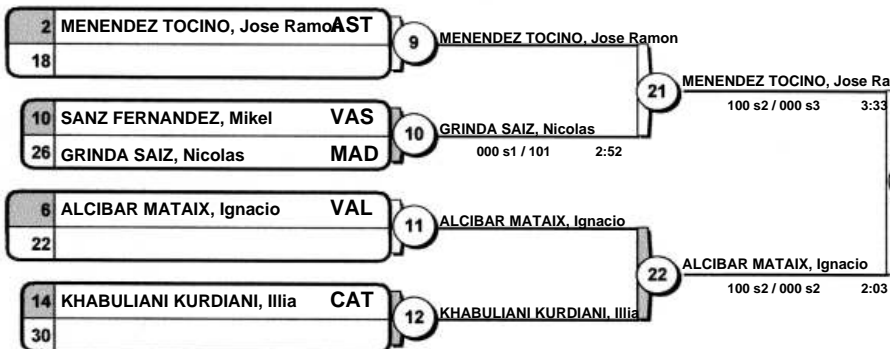 2 MENENDEZ TOCINO, Jose Ramon AST
18
9 MENENDEZ TOCINO, Jose Ramon
10 SANZ FERNANDEZ, Mikel VAS
26 GRINDA SAIZ, Nicolas MAD
10 GRINDA SAIZ, Nicolas
000 s1 / 101 2:52
21 MENENDEZ TOCINO, Jose Ra
100 s2 / 000 s3 3:33
6 ALCIBAR MATAIX, Ignacio VAL
22
11 ALCIBAR MATAIX, Ignacio
14 KHABULIANI KURDIANI, Illia CAT
30
12 KHABULIANI KURDIANI, Illia
22 ALCIBAR MATAIX, Ignacio
100 s2 / 000 s2 2:03